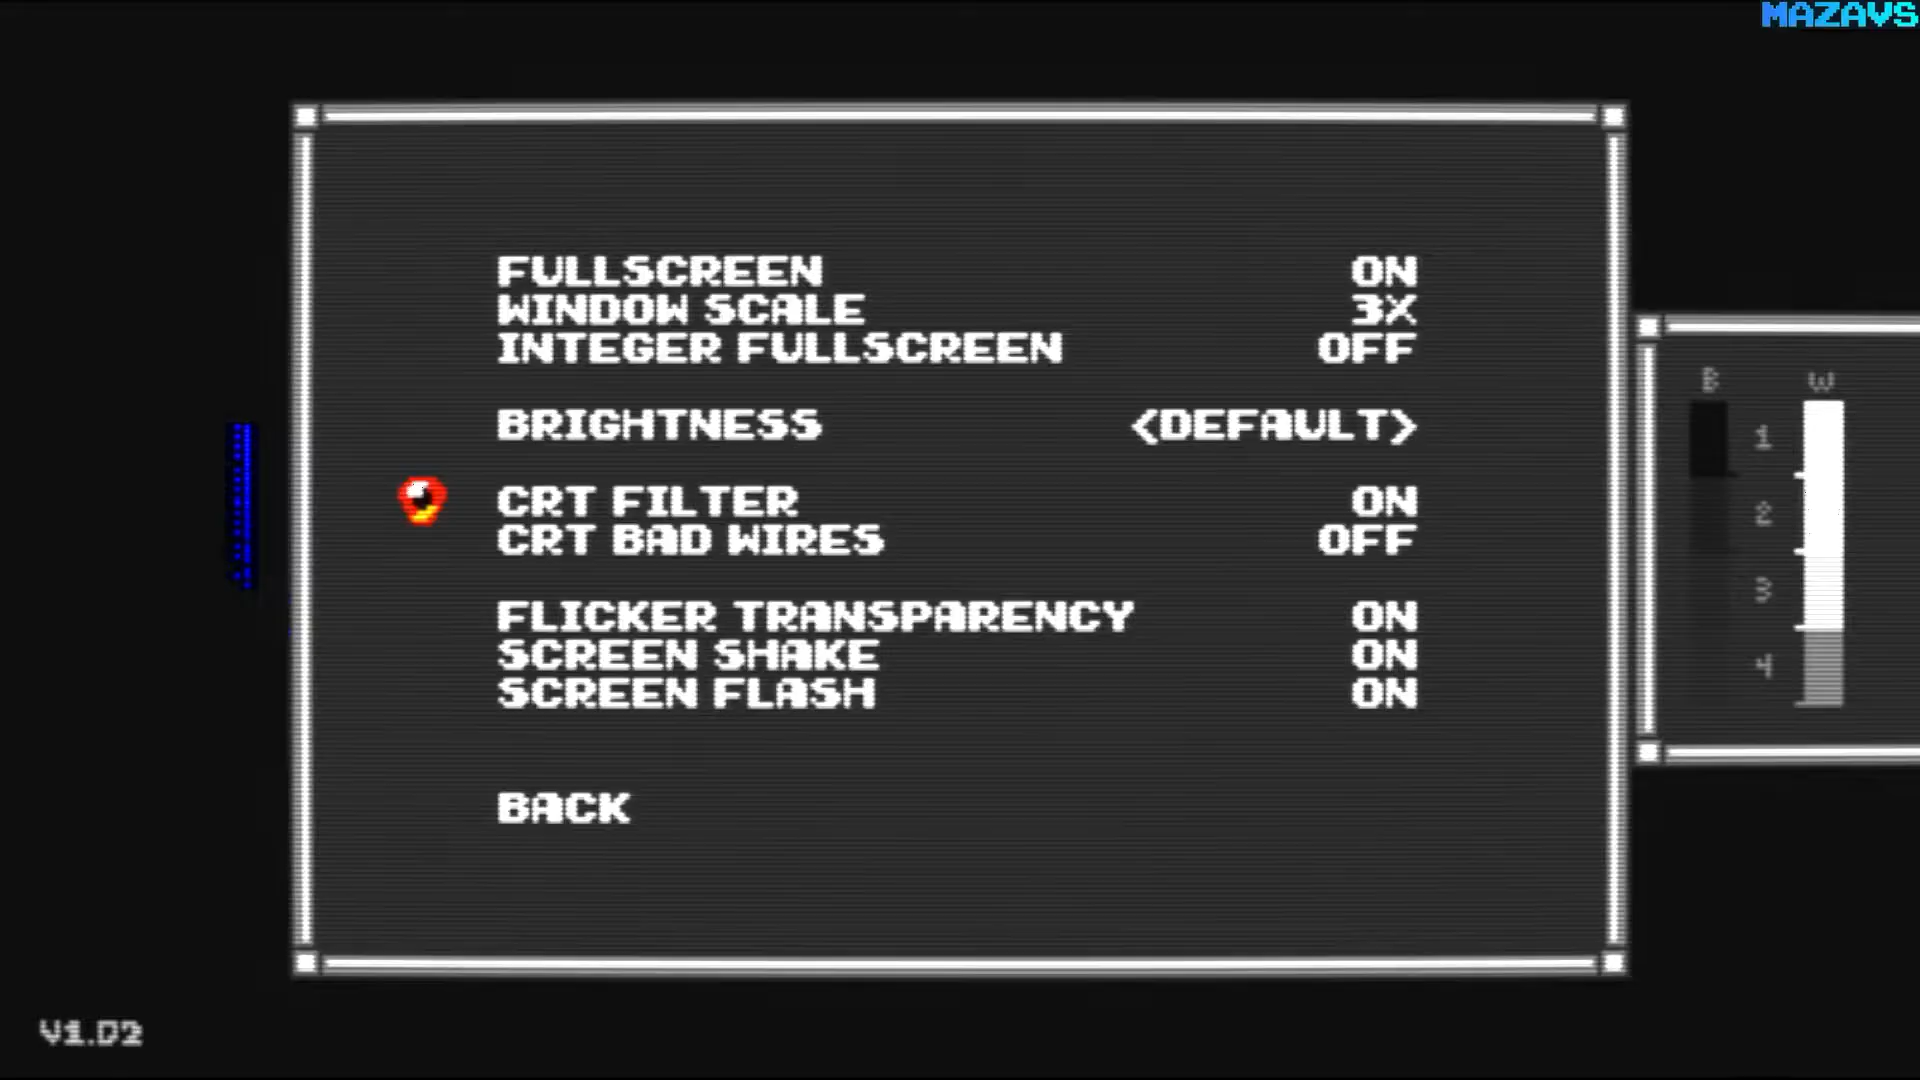 MAZAVS
FULLSCREEN ON
WINDOW SCALE 3X
INTEGER FULLSCREEN OFF
BRIGHTNESS <DEFAULT>
CRT FILTER ON
CRT BAD WIRES OFF
FLICKER TRANSPARENCY ON
SCREEN SHAKE ON
SCREEN FLASH ON
BACK
B W
1
2
3
4
V1.D2